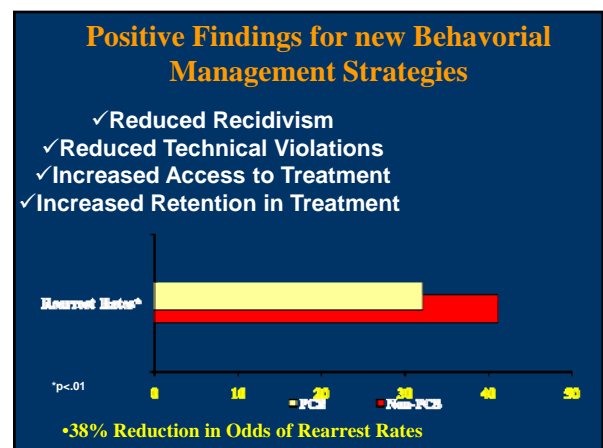 Positive Findings for new Behavorial
Management Strategies
✓Reduced Recidivism
✓Reduced Technical Violations
✓Increased Access to Treatment
✓Increased Retention in Treatment
Rearrest Rates*
*p<.01
0 10 20 30 40 50
PCS Non-PCS
•38% Reduction in Odds of Rearrest Rates